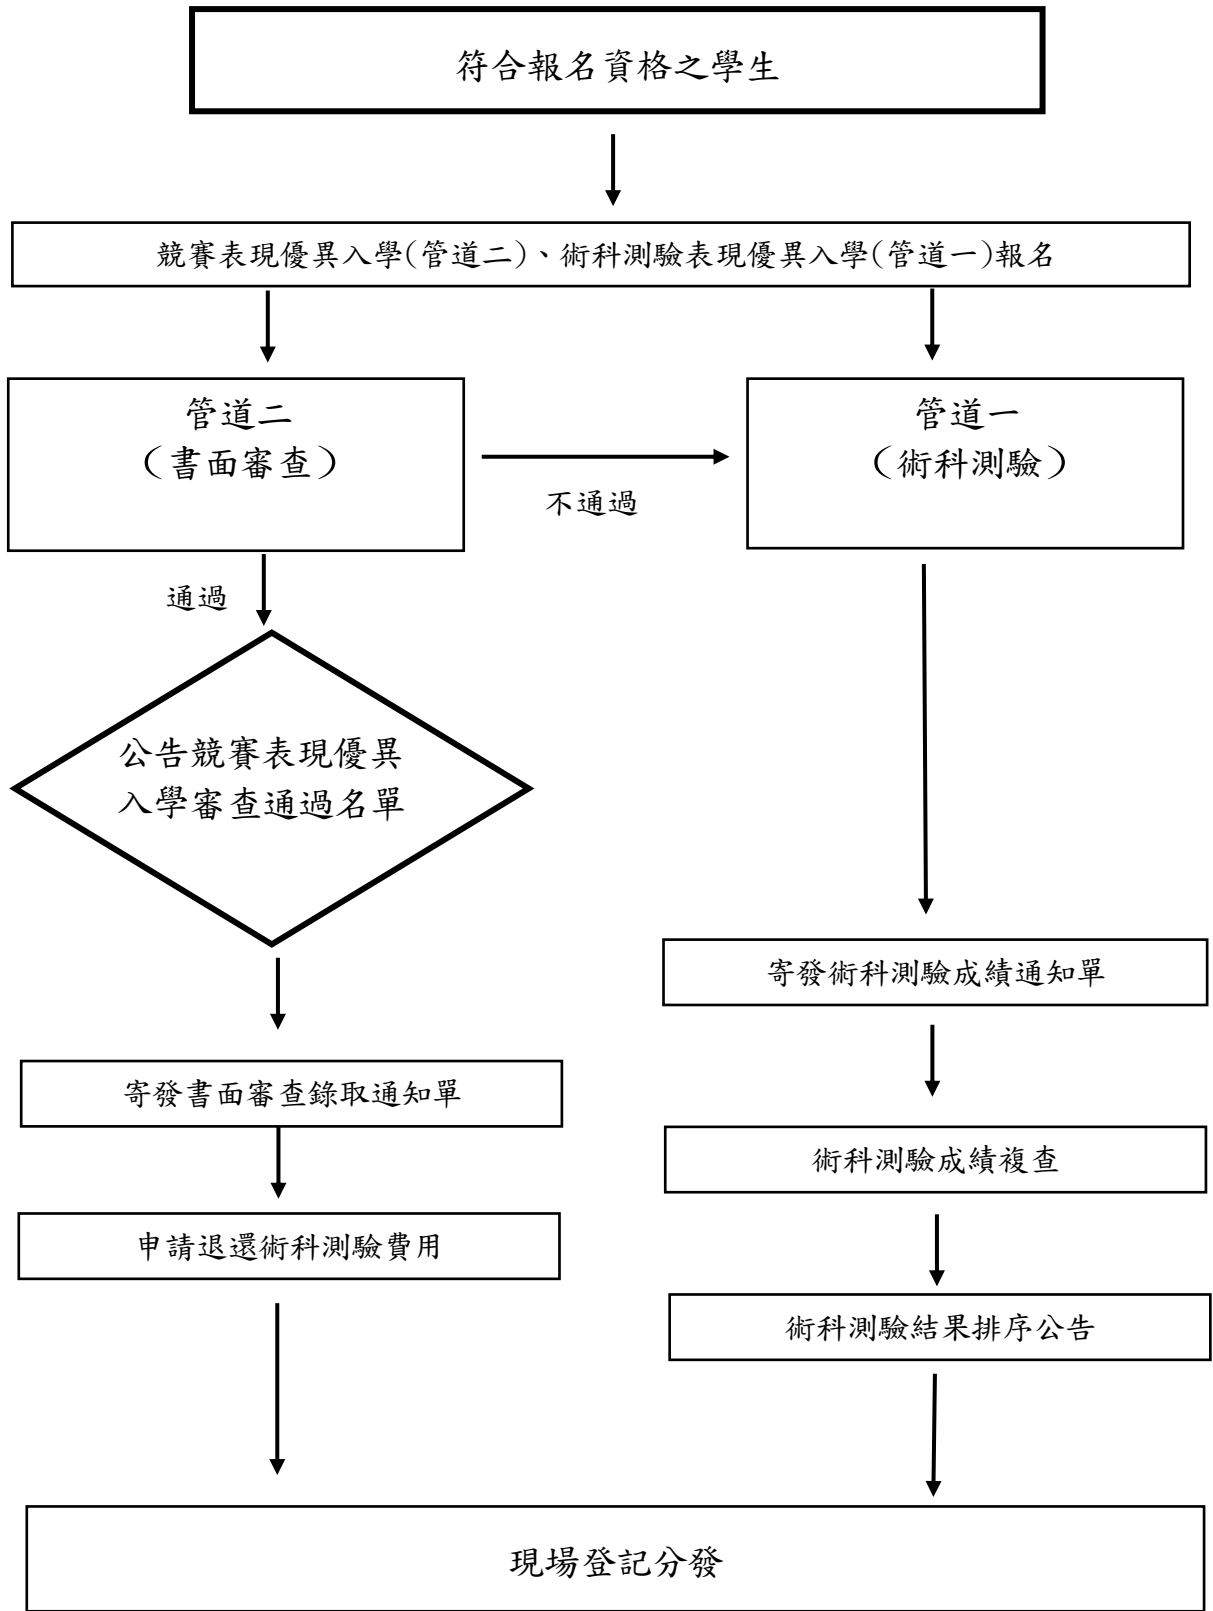 符合報名資格之學生
競賽表現優異入學(管道二)、術科測驗表現優異入學(管道一)報名
管道二
（書面審查）
管道一
（術科測驗）
不通過
通過
公告競賽表現優異
入學審查通過名單
寄發術科測驗成績通知單
寄發書面審查錄取通知單
術科測驗成績複查
申請退還術科測驗費用
術科測驗結果排序公告
現場登記分發